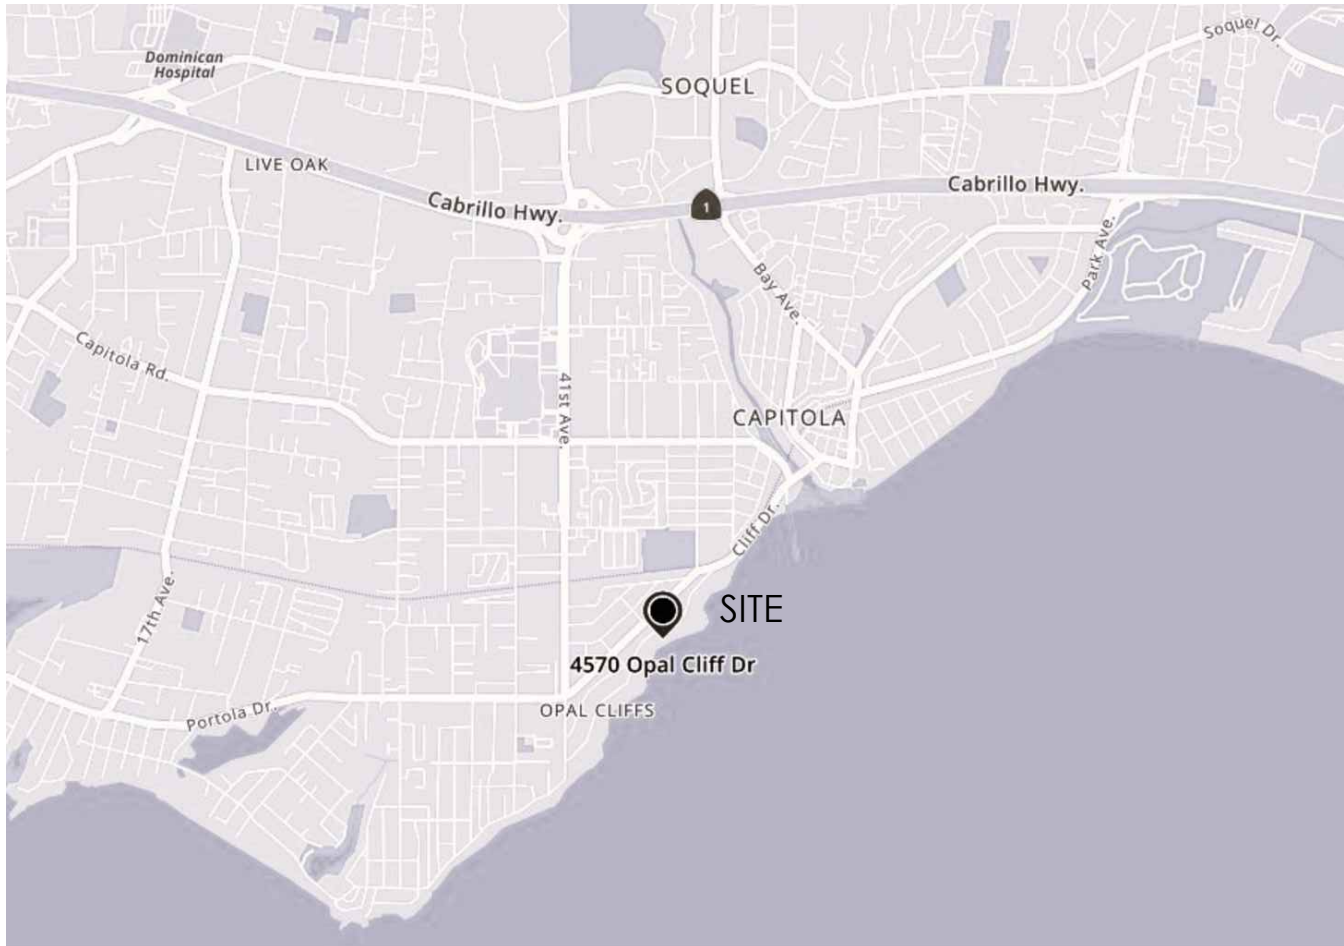 Soquel Dr.
Dominican
Hospital
SOQUEL
LIVE OAK
Cabrillo Hwy.
Cabrillo Hwy.
1
Park Ave.
Bay Ave.
Capitola Rd.
41st Ave.
CAPITOLA
Cliff Dr.
17th Ave.
SITE
4570 Opal Cliff Dr
OPAL CLIFFS
Portola Dr.